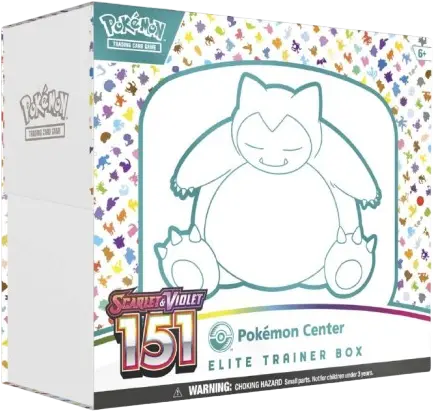 Pokémon
TRADING CARD GAME
6+
Pokémon
TRADING CARD GAME
SCARLET & VIOLET
151
Pokémon Center
ELITE TRAINER BOX
WARNING: CHOKING HAZARD Small parts. Not for children under 3 years.